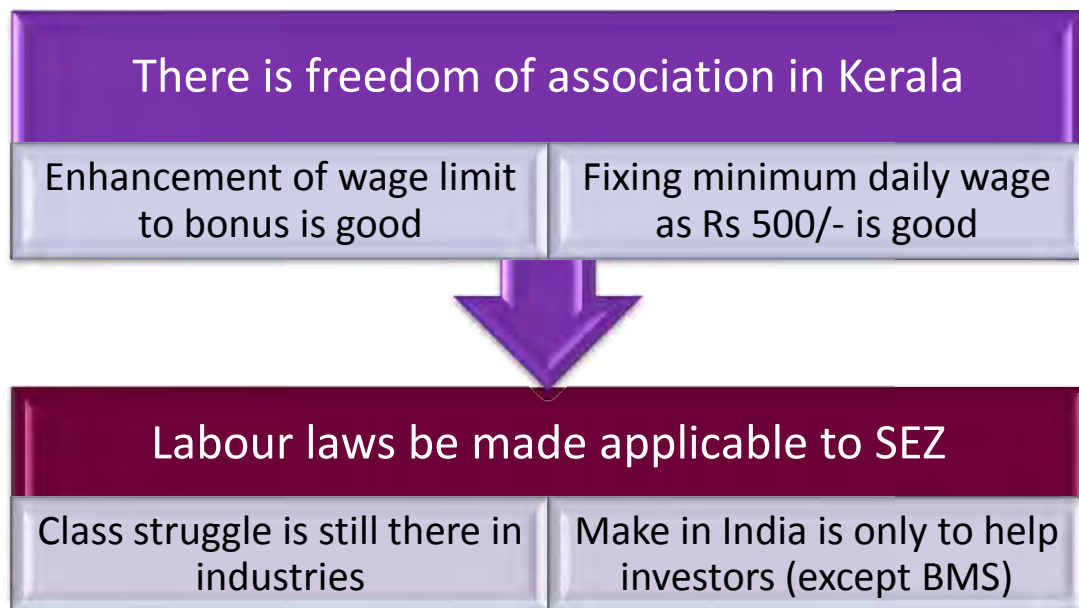 There is freedom of association in Kerala
Enhancement of wage limit
to bonus is good
Fixing minimum daily wage
as Rs 500/- is good
Labour laws be made applicable to SEZ
Class struggle is still there in
industries
Make in India is only to help
investors (except BMS)